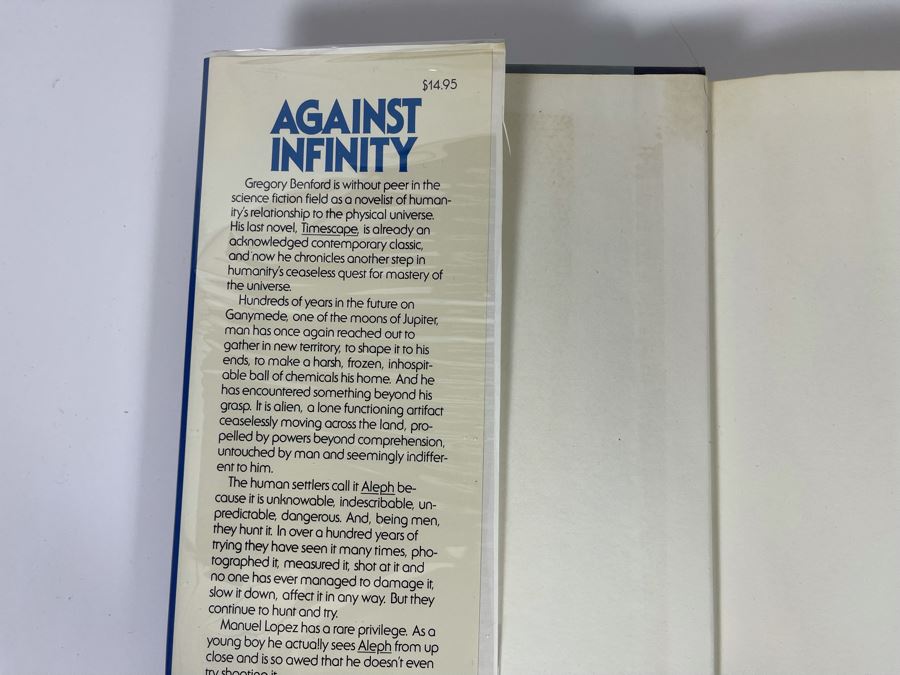 $14.95
AGAINST
INFINITY
Gregory Benford is without peer in the
science fiction field as a novelist of human-
ity's relationship to the physical universe.
His last novel, Timescape, is already an
acknowledged contemporary classic,
and now he chronicles another step in
humanity's ceaseless quest for mastery of
the universe.
Hundreds of years in the future on
Ganymede, one of the moons of Jupiter,
man has once again reached out to
gather in new territory, to shape it to his
ends, to make a harsh, frozen, inhospit-
able ball of chemicals his home. And he
has encountered something beyond his
grasp. It is alien, a lone functioning artifact
ceaselessly moving across the land, pro-
pelled by powers beyond comprehension,
untouched by man and seemingly indiffer-
ent to him.
The human settlers call it Aleph be-
cause it is unknowable, indescribable, un-
predictable, dangerous. And, being men,
they hunt it. In over a hundred years of
trying they have seen it many times, pho-
tographed it, measured it, shot at it and
no one has ever managed to damage it,
slow it down, affect it in any way. But they
continue to hunt and try.
Manuel Lopez has a rare privilege. As a
young boy he actually sees Aleph from up
close and is so awed that he doesn't even
try shooting it.